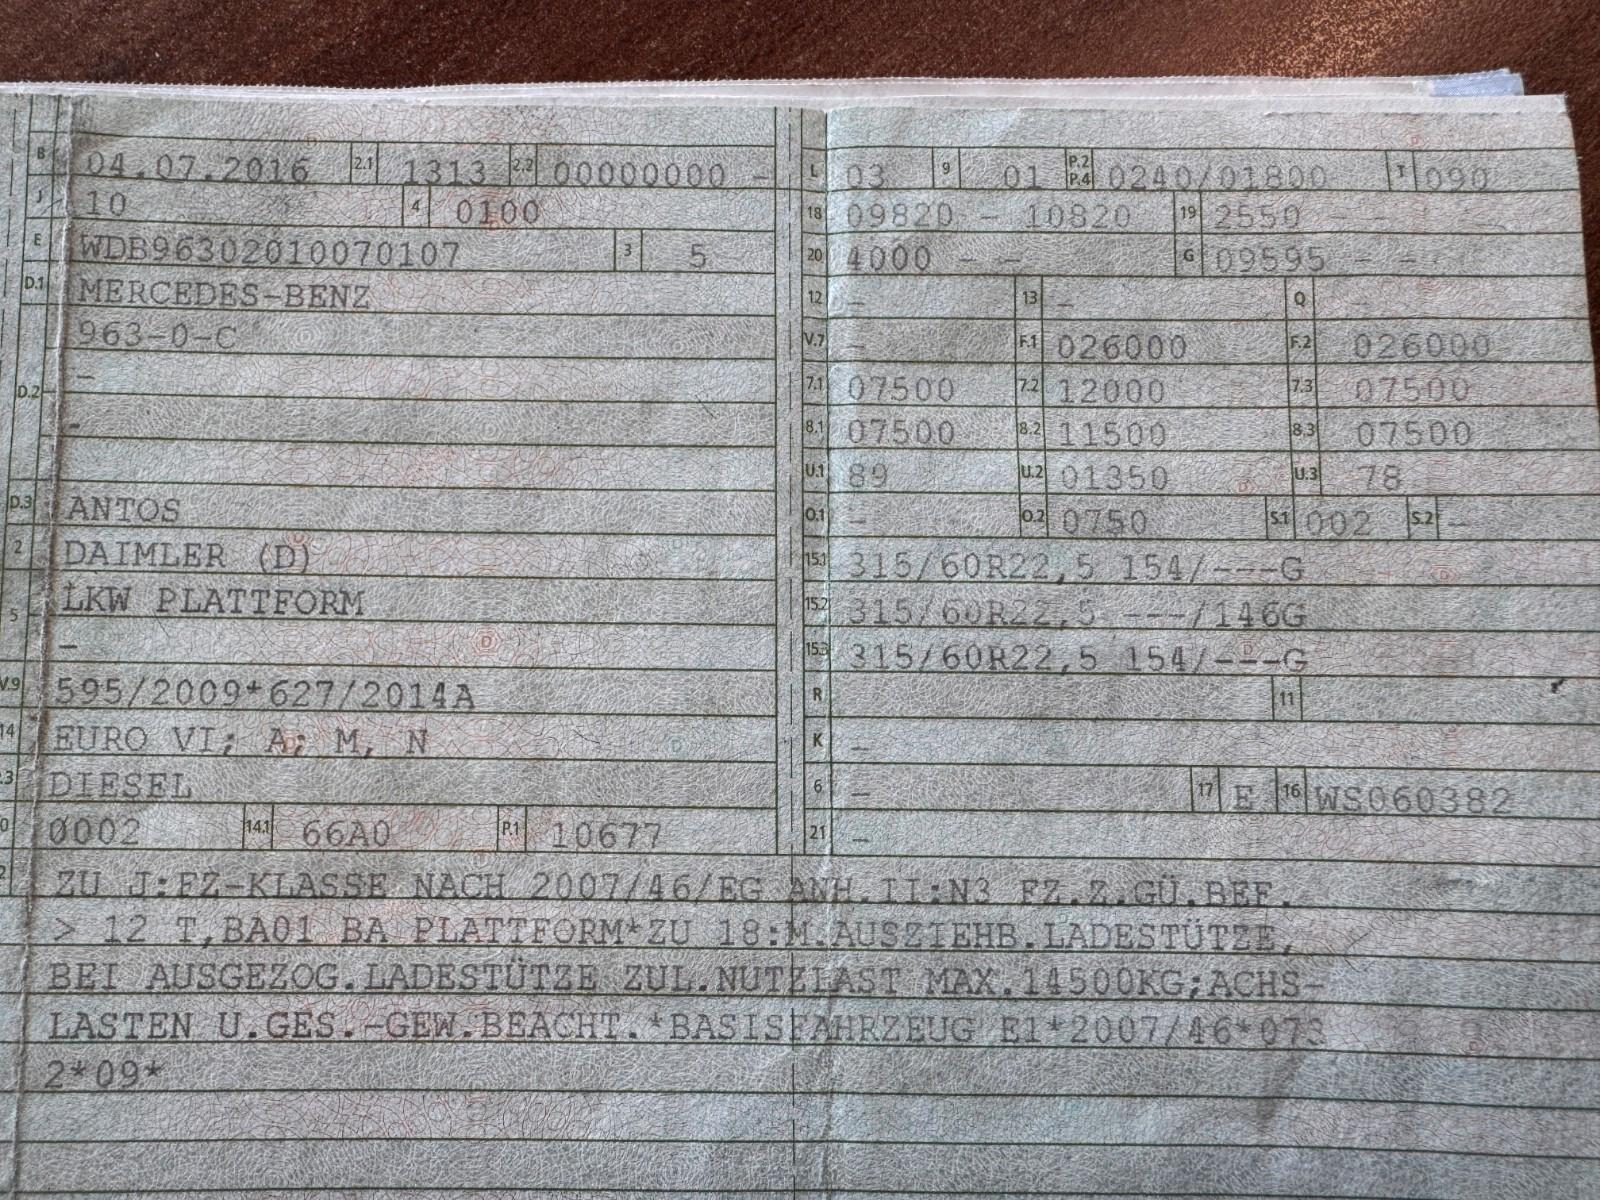 B 04.07.2016 2.1 1313 2.2 00000000 -
J 10 4 0100
E WDB96302010070107 3 5
D.1 MERCEDES-BENZ
963-0-C
D.2 -
-
D.3 ANTOS
2 DAIMLER (D)
5 LKW PLATTFORM
-
V.9 595/2009*627/2014A
14 EURO VI; A; M, N
P.3 DIESEL
10 0002 14.1 66A0 P.1 10677
L 03 9 01 P.2 P.4 0240/01800 T 090
18 09820 - 10820 19 2550 -
20 4000 - - G 09595 - - -
12 - 13 - Q -
V.7 - F.1 026000 F.2 026000
7.1 07500 7.2 12000 7.3 07500
8.1 07500 8.2 11500 8.3 07500
U.1 89 U.2 01350 U.3 78
O.1 - O.2 0750 S.1 002 S.2 -
15.1 315/60R22,5 154/---G
15.2 315/60R22,5 ---/146G
15.3 315/60R22,5 154/---G
R 11
K -
6 - 17 E 16 WS060382
21 -
22 ZU J:FZ-KLASSE NACH 2007/46/EG ANH.II:N3 FZ.Z.GÜ.BEF.
> 12 T,BA01 BA PLATTFORM*ZU 18:M.AUSZIEHB.LADESTÜTZE,
BEI AUSGEZOG.LADESTÜTZE ZUL.NUTZLAST MAX.14500KG;ACHS-
LASTEN U.GES.-GEW.BEACHT.*BASISFAHRZEUG E1*2007/46*073
2*09*